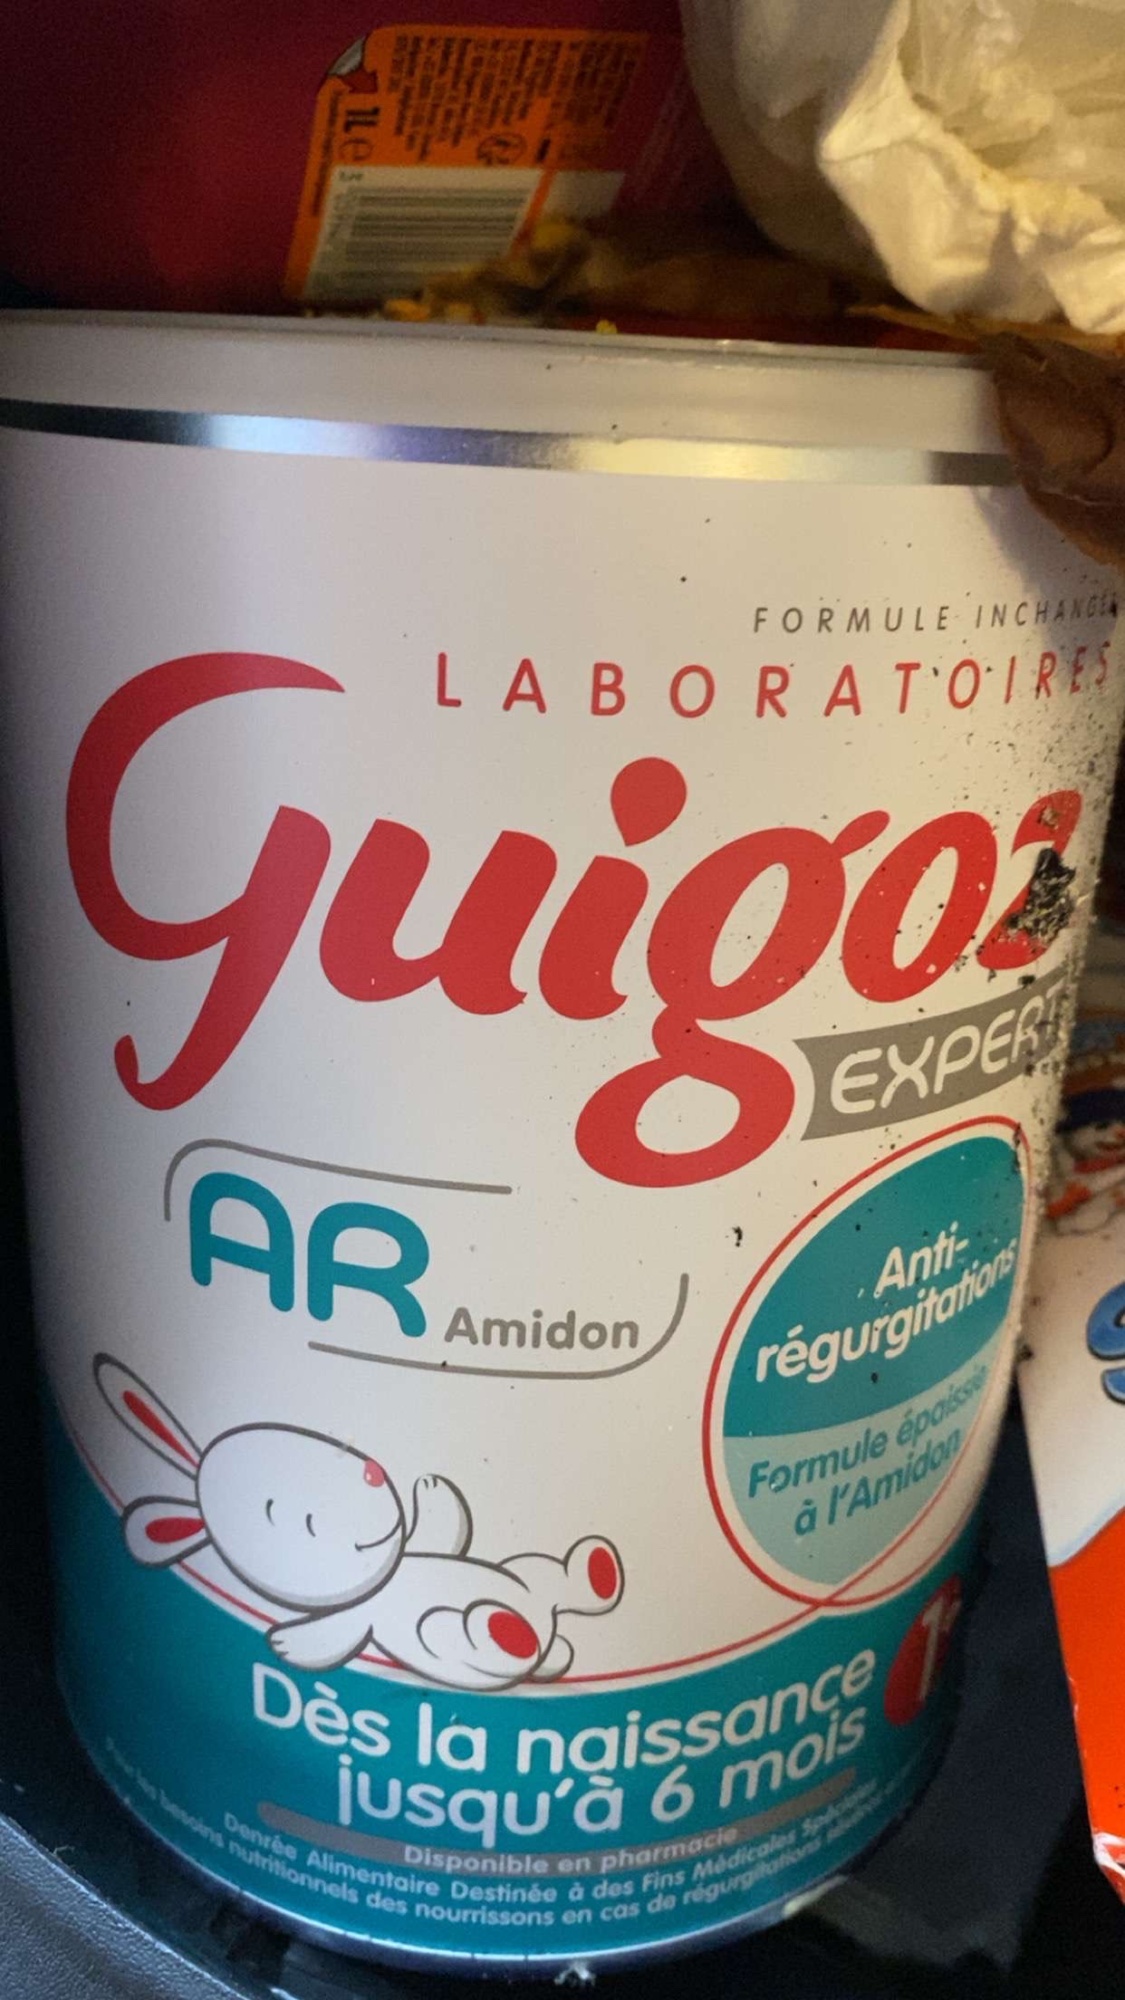 1L e
FORMULE INCHANGÉE
LABORATOIRES
Guigoz
EXPERT
AR
Amidon
Anti-
régurgitations
Formule épaissie
à l'Amidon
Dès la naissance
jusqu'à 6 mois
Disponible en pharmacie
Denrée Alimentaire Destinée à des Fins Médicales Spéciales
besoins nutritionnels des nourrissons en cas de régurgitations